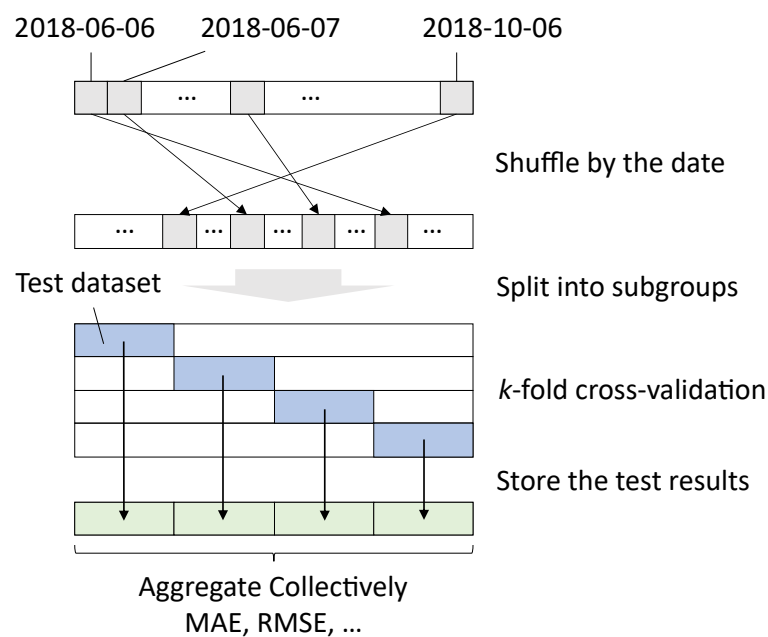 2018-06-06 2018-06-07 2018-10-06
... ...
Shuffle by the date
... ... ... ... ...
Test dataset
Split into subgroups
k-fold cross-validation
Store the test results
Aggregate Collectively
MAE, RMSE, ...